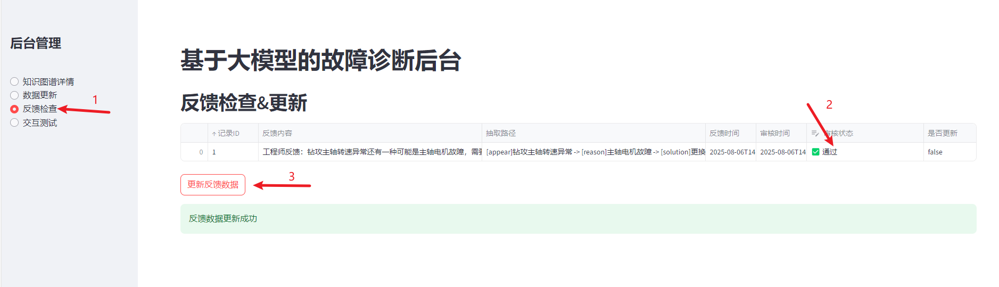 后台管理
知识图谱详情
数据更新
反馈检查
交互测试
1
基于大模型的故障诊断后台
反馈检查&更新
2
↑ 记录ID 反馈内容 抽取路径 反馈时间 审核时间 审核状态 是否更新
0 1 工程师反馈：钻攻主轴转速异常还有一种可能是主轴电机故障，需要 [appear]钻攻主轴转速异常 -> [reason]主轴电机故障 -> [solution]更换 2025-08-06T14 2025-08-06T14 ✅ 通过 false
更新反馈数据
3
反馈数据更新成功